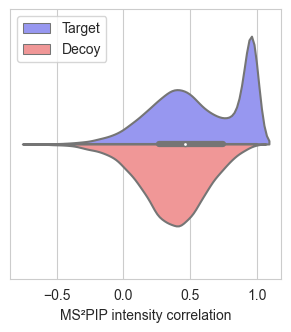 Target
Decoy
−0.5 0.0 0.5 1.0
MS²PIP intensity correlation